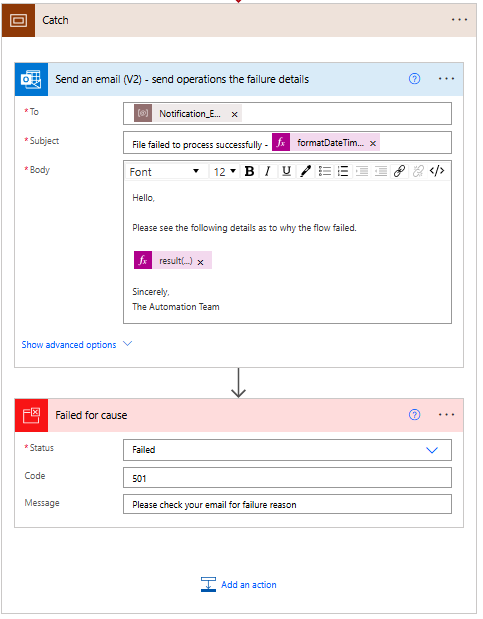 Catch
Send an email (V2) - send operations the failure details
* To
Notification_E... ×
* Subject
File failed to process successfully - fx formatDateTim... ×
* Body
Font 12 B I U </>
Hello,
Please see the following details as to why the flow failed.
fx result(...) ×
Sincerely,
The Automation Team
Show advanced options
Failed for cause
* Status
Failed
Code
501
Message
Please check your email for failure reason
Add an action